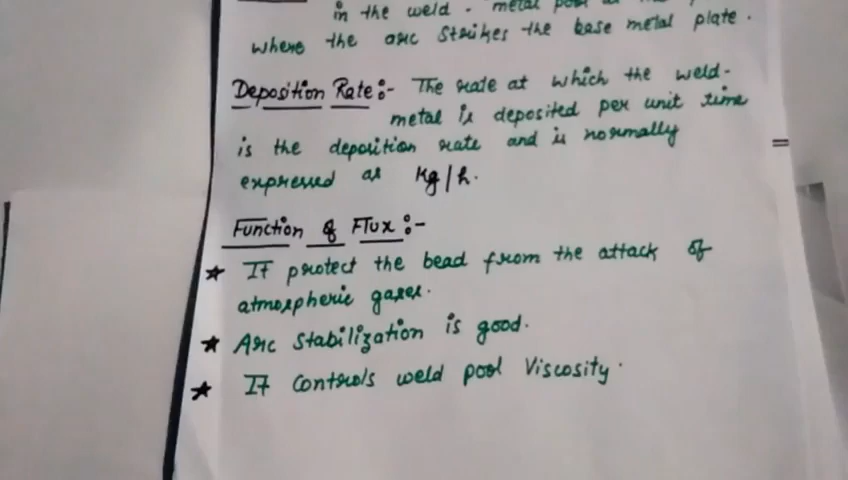 in the weld - metal pool
where the arc strikes the base metal plate.
Deposition Rate :- The rate at which the weld-
metal is deposited per unit time
is the deposition rate and is normally
expressed as Kg/h.
Function of Flux :-
★ It protect the bead from the attack of
atmospheric gases.
★ Arc Stabilization is good.
★ It Controls weld pool Viscosity.